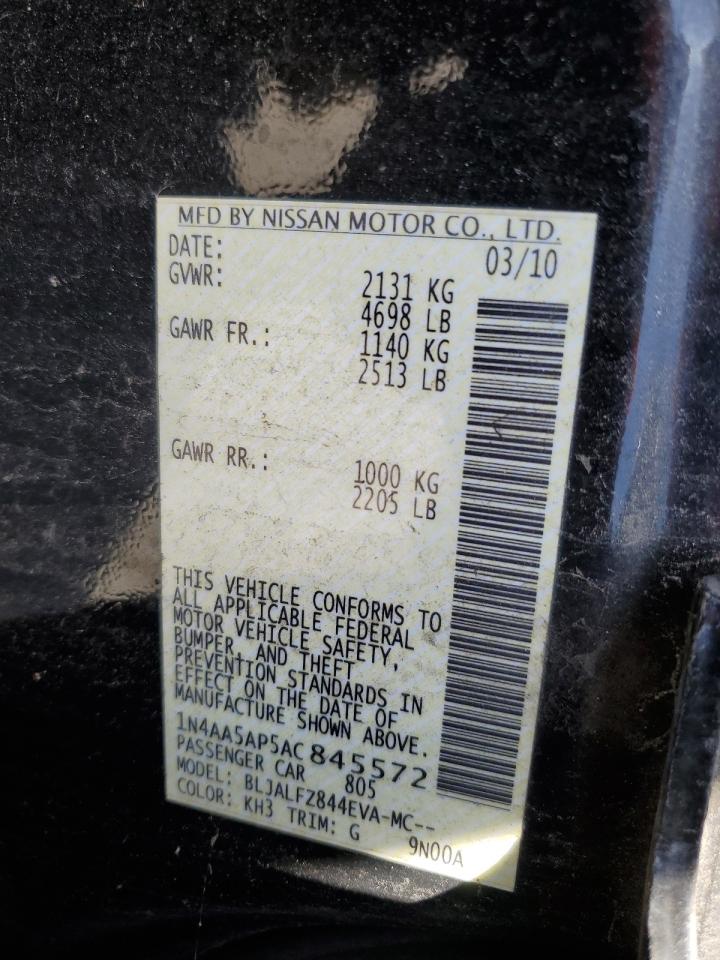 MFD BY NISSAN MOTOR CO., LTD.
DATE: 03/10
GVWR: 2131 KG
4698 LB
GAWR FR.: 1140 KG
2513 LB
GAWR RR.: 1000 KG
2205 LB
THIS VEHICLE CONFORMS TO
ALL APPLICABLE FEDERAL
MOTOR VEHICLE SAFETY,
BUMPER, AND THEFT
PREVENTION STANDARDS IN
EFFECT ON THE DATE OF
MANUFACTURE SHOWN ABOVE.
1N4AA5AP5AC845572
PASSENGER CAR 805
MODEL: BLJALFZ844EVA-MC--
COLOR: KH3 TRIM: G 9N00A